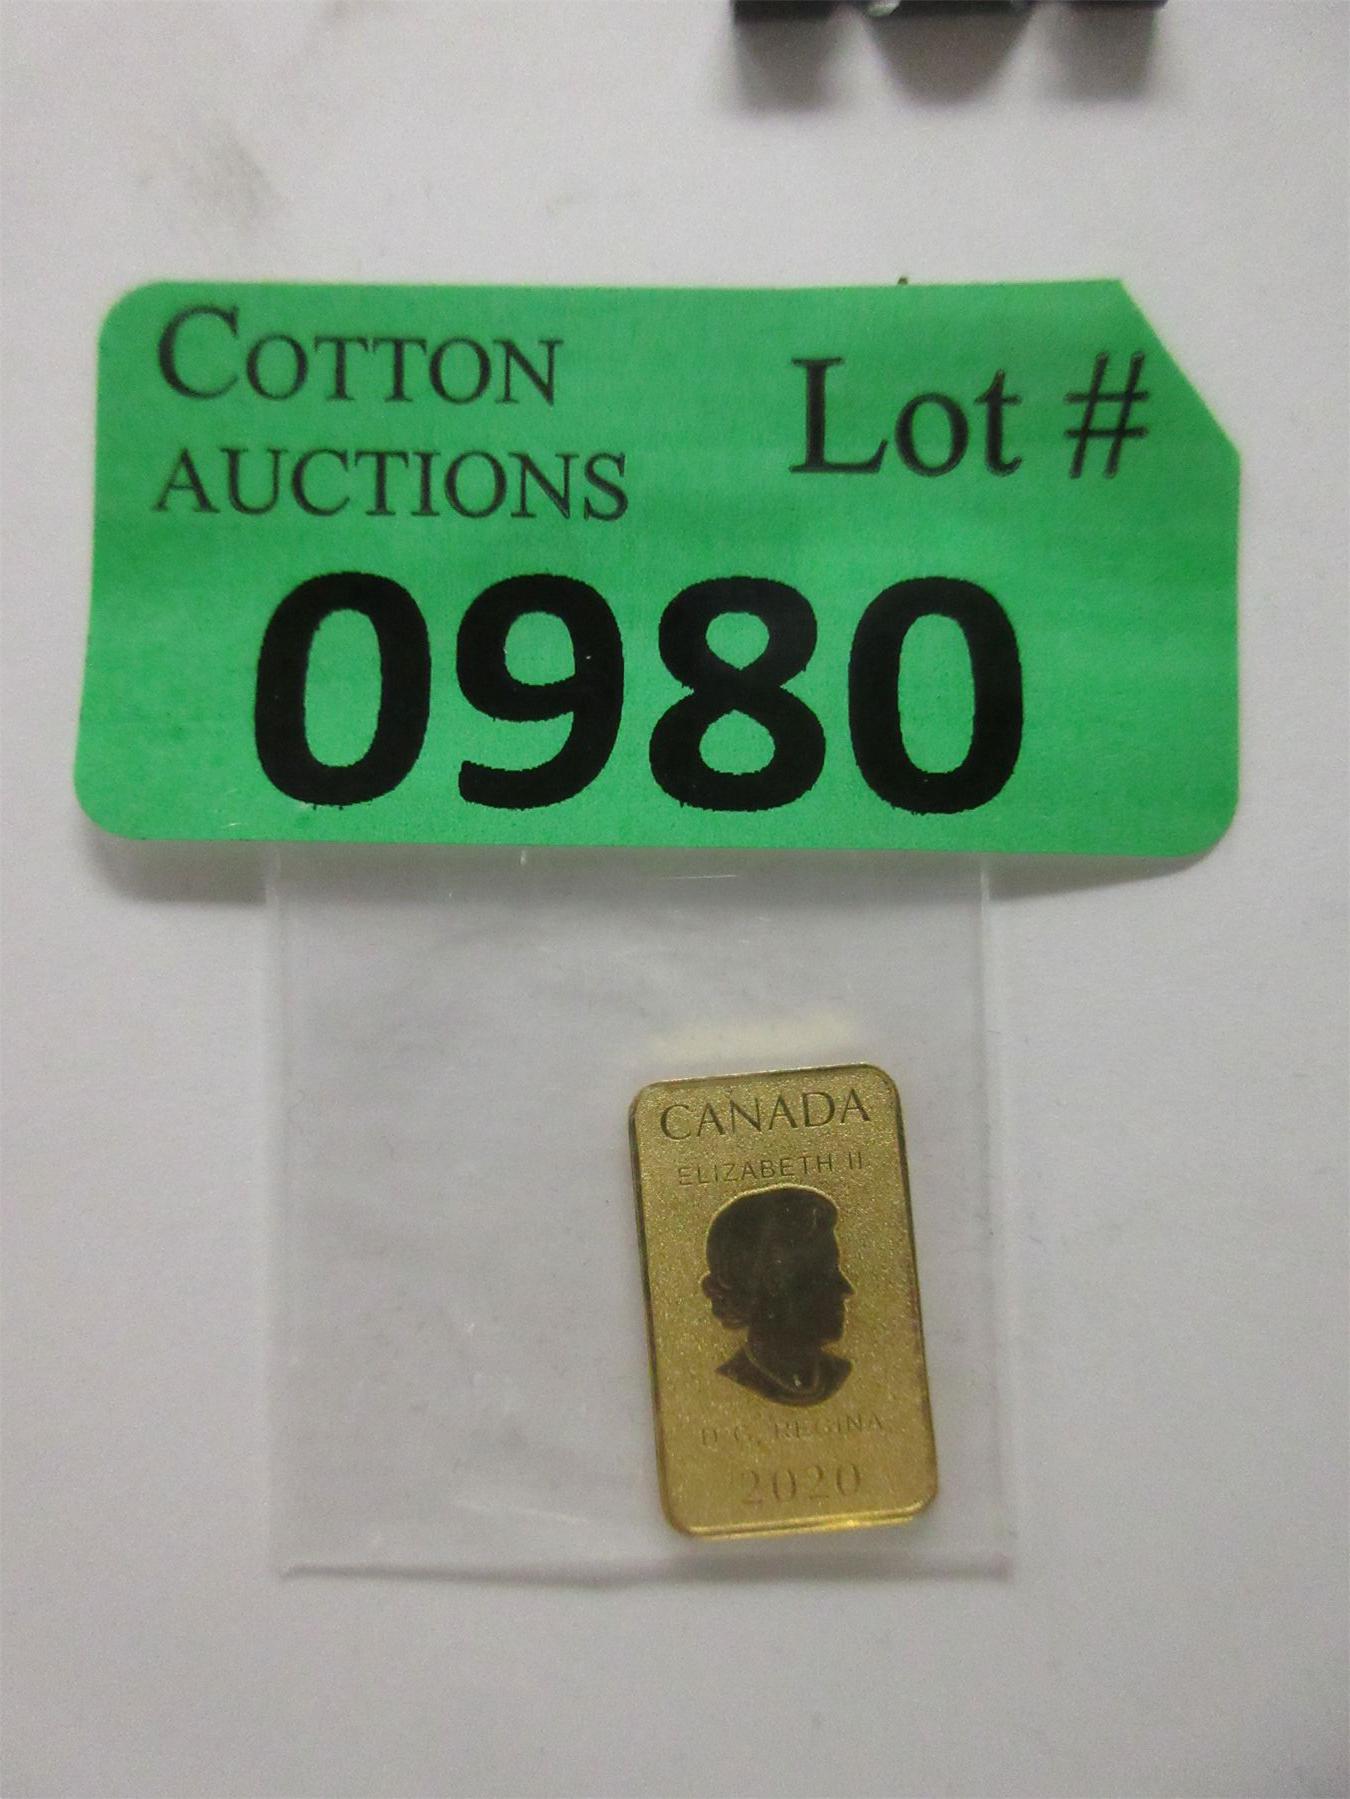 COTTON
AUCTIONS
Lot #
0980
CANADA
ELIZABETH II
D. G. REGINA
2020